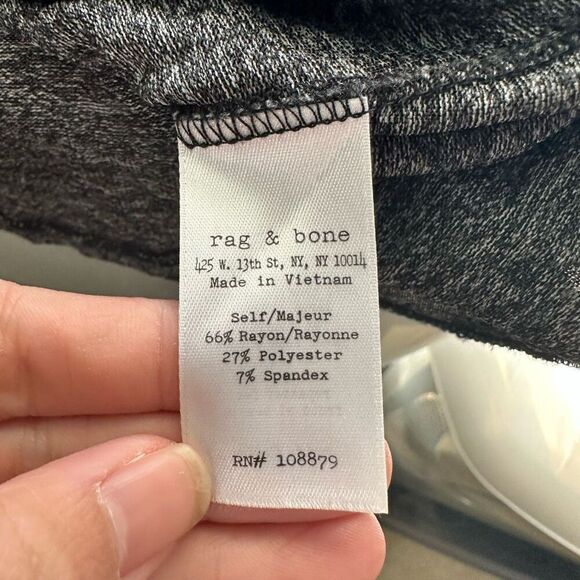 rag & bone
425 W. 13th St, NY, NY 10014
Made in Vietnam
Self/Majeur
66% Rayon/Rayonne
27% Polyester
7% Spandex
RN# 108879